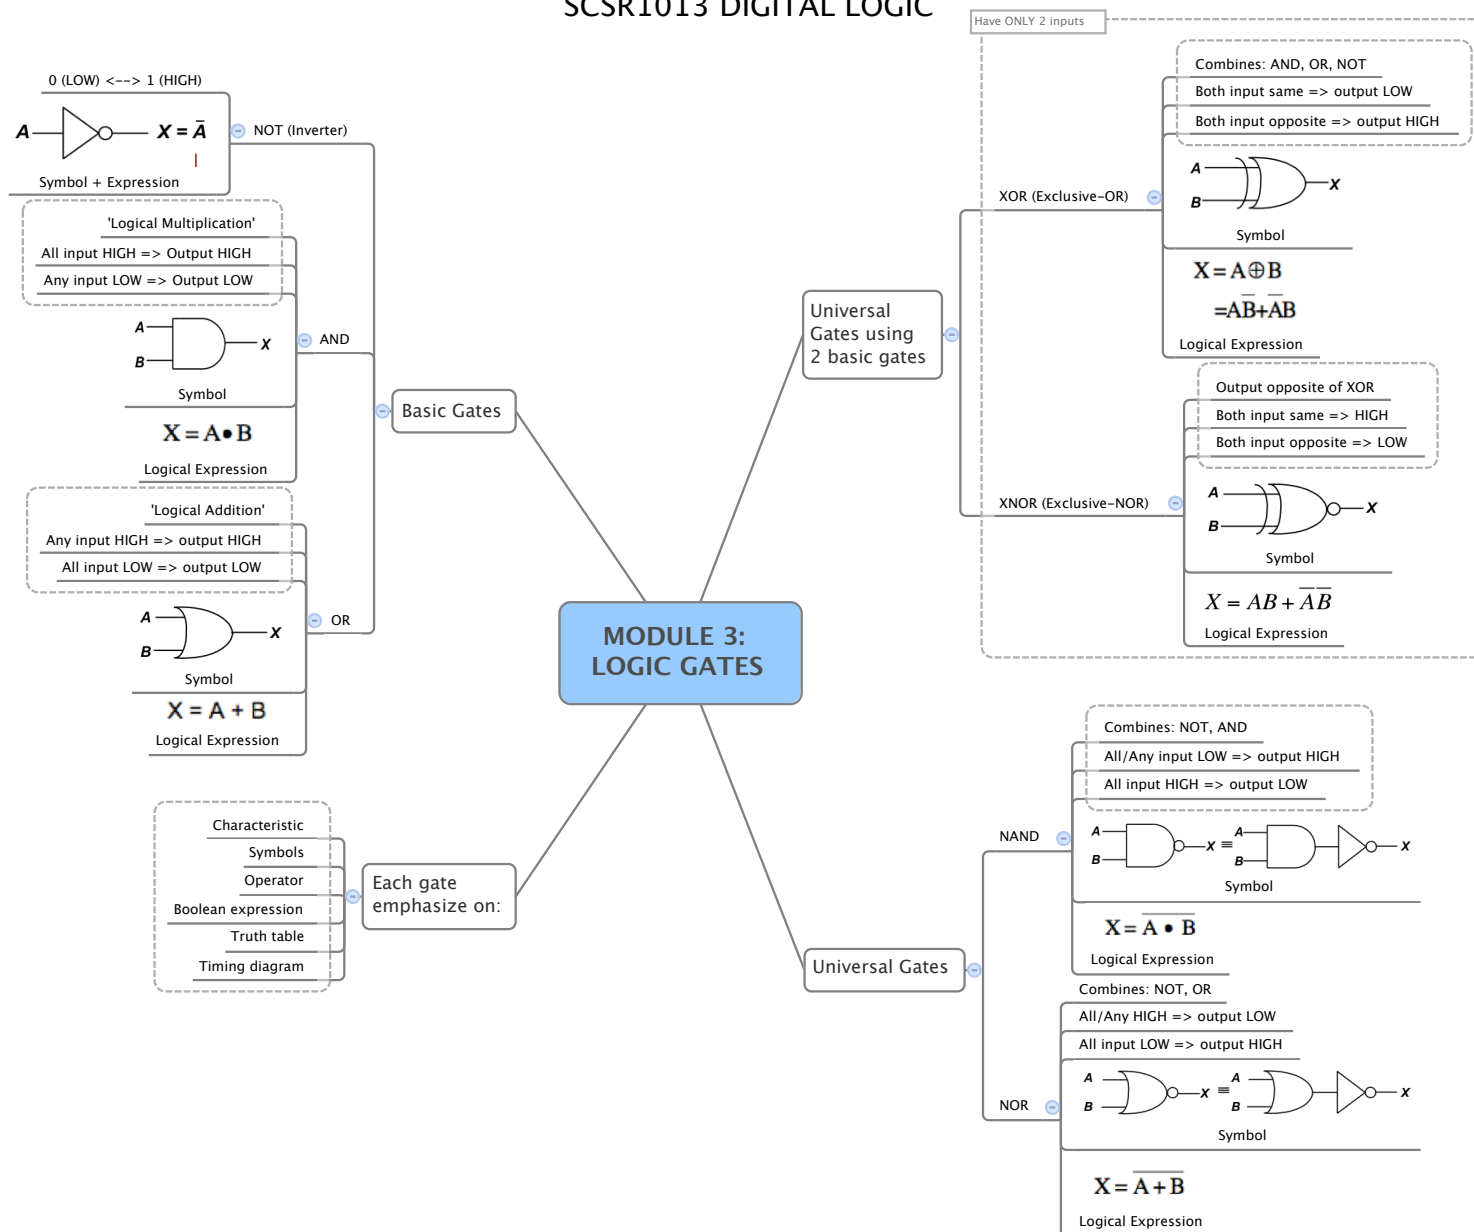 SCSR1013 DIGITAL LOGIC
MODULE 3:
LOGIC GATES
Basic Gates
NOT (Inverter)
0 (LOW) <--> 1 (HIGH)
A X = A̅
Symbol + Expression
AND
'Logical Multiplication'
All input HIGH => Output HIGH
Any input LOW => Output LOW
A
B
X
Symbol
X = A•B
Logical Expression
OR
'Logical Addition'
Any input HIGH => output HIGH
All input LOW => output LOW
A
B
X
Symbol
X = A + B
Logical Expression
Each gate
emphasize on:
Characteristic
Symbols
Operator
Boolean expression
Truth table
Timing diagram
Universal
Gates using
2 basic gates
Have ONLY 2 inputs
XOR (Exclusive-OR)
Combines: AND, OR, NOT
Both input same => output LOW
Both input opposite => output HIGH
A
B
X
Symbol
X = A⊕B
=AB̅+A̅B
Logical Expression
XNOR (Exclusive-NOR)
Output opposite of XOR
Both input same => HIGH
Both input opposite => LOW
A
B
X
Symbol
X = AB + A̅B̅
Logical Expression
Universal Gates
NAND
Combines: NOT, AND
All/Any input LOW => output HIGH
All input HIGH => output LOW
A A
X ≡ X
B B
Symbol
X = A̅ ̅•̅ ̅B̅
Logical Expression
NOR
Combines: NOT, OR
All/Any HIGH => output LOW
All input LOW => output HIGH
A A
X ≡ X
B B
Symbol
X = A̅+̅B̅
Logical Expression